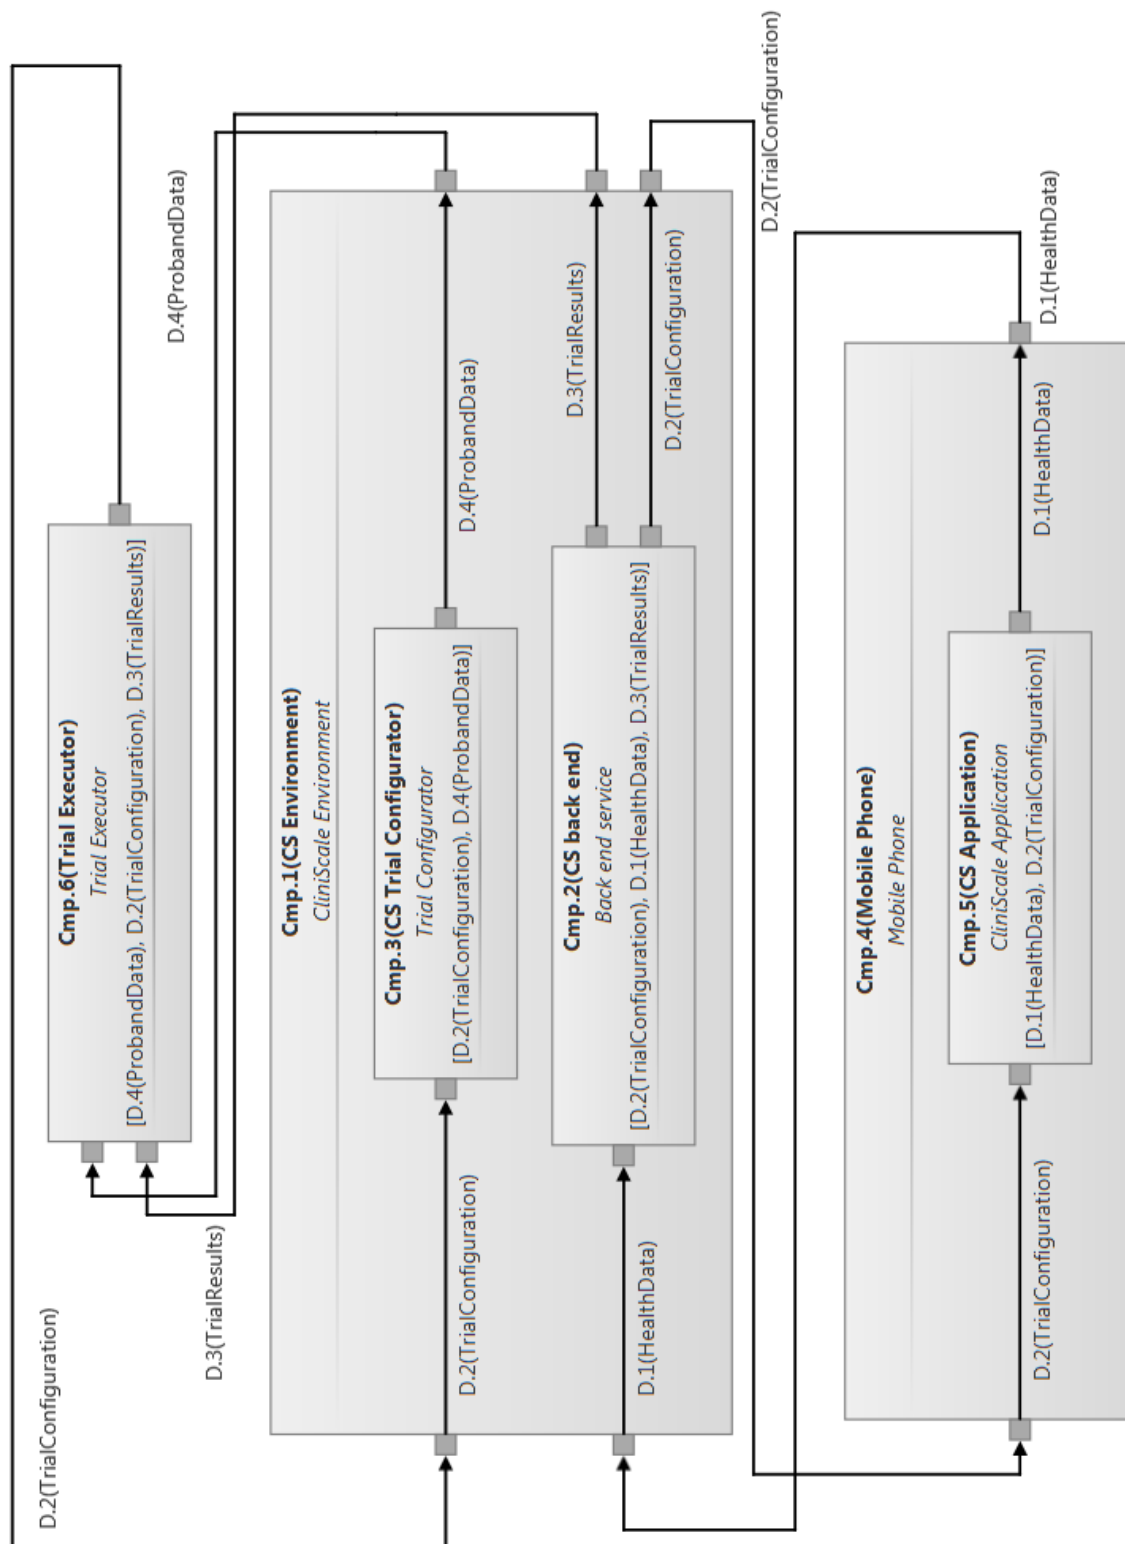 D.2(TrialConfiguration)
D.3(TrialResults)
D.4(ProbandData)
Cmp.6(Trial Executor)
Trial Executor
[D.4(ProbandData), D.2(TrialConfiguration), D.3(TrialResults)]
Cmp.1(CS Environment)
CliniScale Environment
D.2(TrialConfiguration)
Cmp.3(CS Trial Configurator)
Trial Configurator
[D.2(TrialConfiguration), D.4(ProbandData)]
D.4(ProbandData)
D.1(HealthData)
Cmp.2(CS back end)
Back end service
[D.2(TrialConfiguration), D.1(HealthData), D.3(TrialResults)]
D.3(TrialResults)
D.2(TrialConfiguration)
D.2(TrialConfiguration)
Cmp.4(Mobile Phone)
Mobile Phone
D.2(TrialConfiguration)
Cmp.5(CS Application)
CliniScale Application
[D.1(HealthData), D.2(TrialConfiguration)]
D.1(HealthData)
D.1(HealthData)